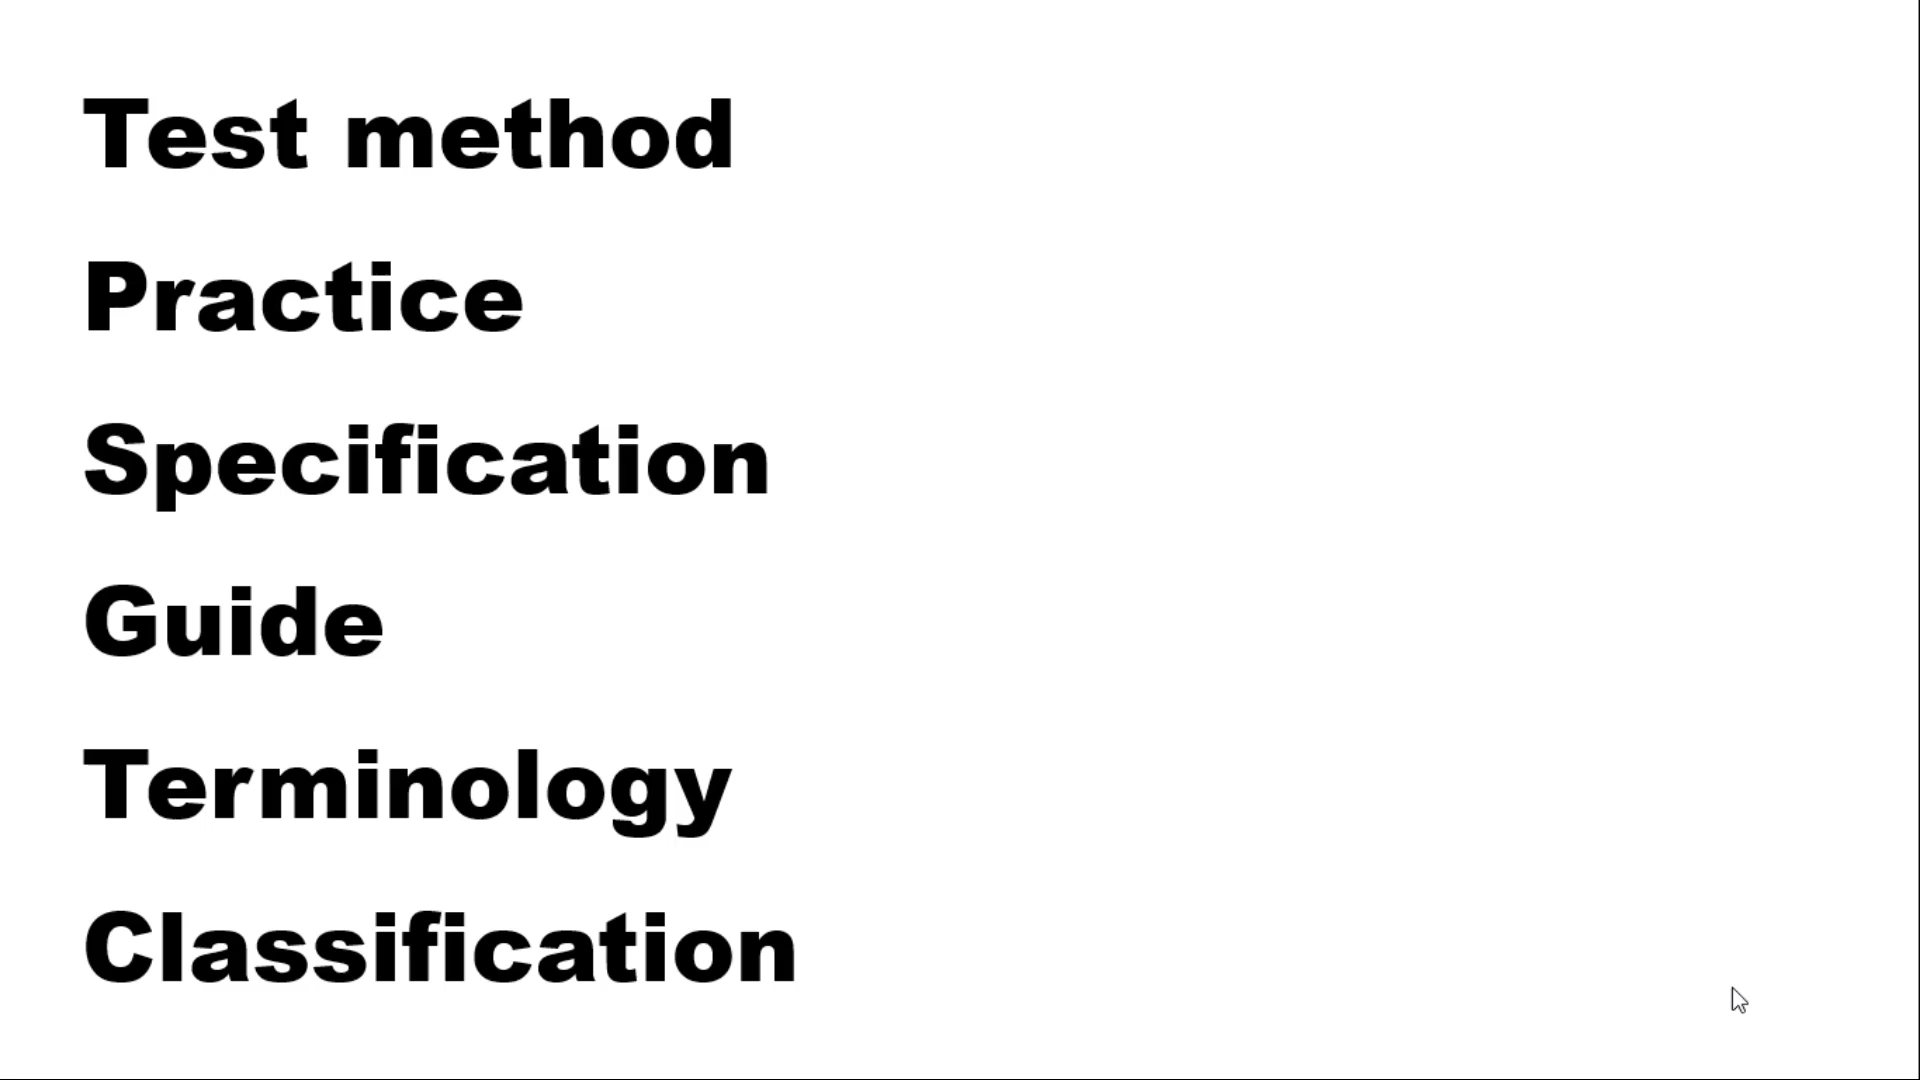 Test method
Practice
Specification
Guide
Terminology
Classification